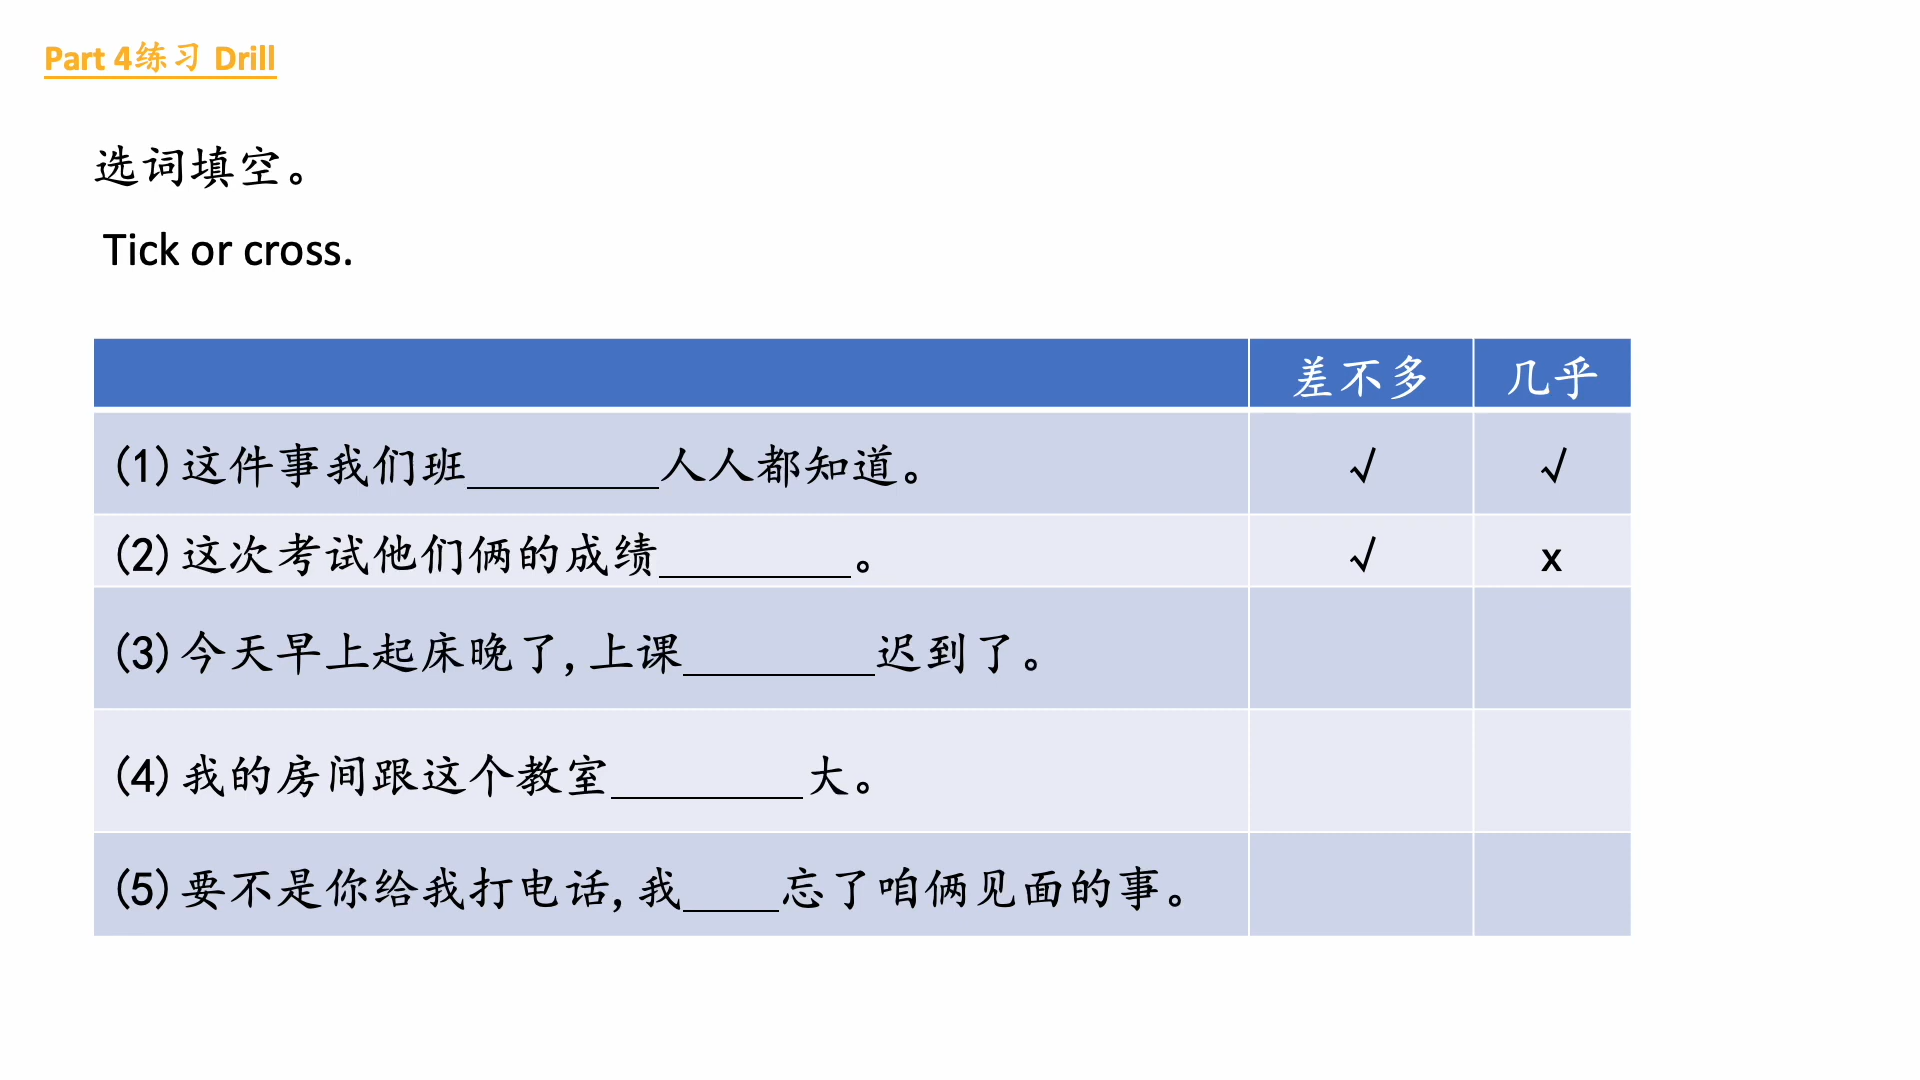 Part 4练习 Drill
选词填空。
Tick or cross.
差不多 几乎
(1)这件事我们班________人人都知道。 √ √
(2)这次考试他们俩的成绩________。 √ x
(3)今天早上起床晚了,上课________迟到了。
(4)我的房间跟这个教室________大。
(5)要不是你给我打电话,我____忘了咱俩见面的事。